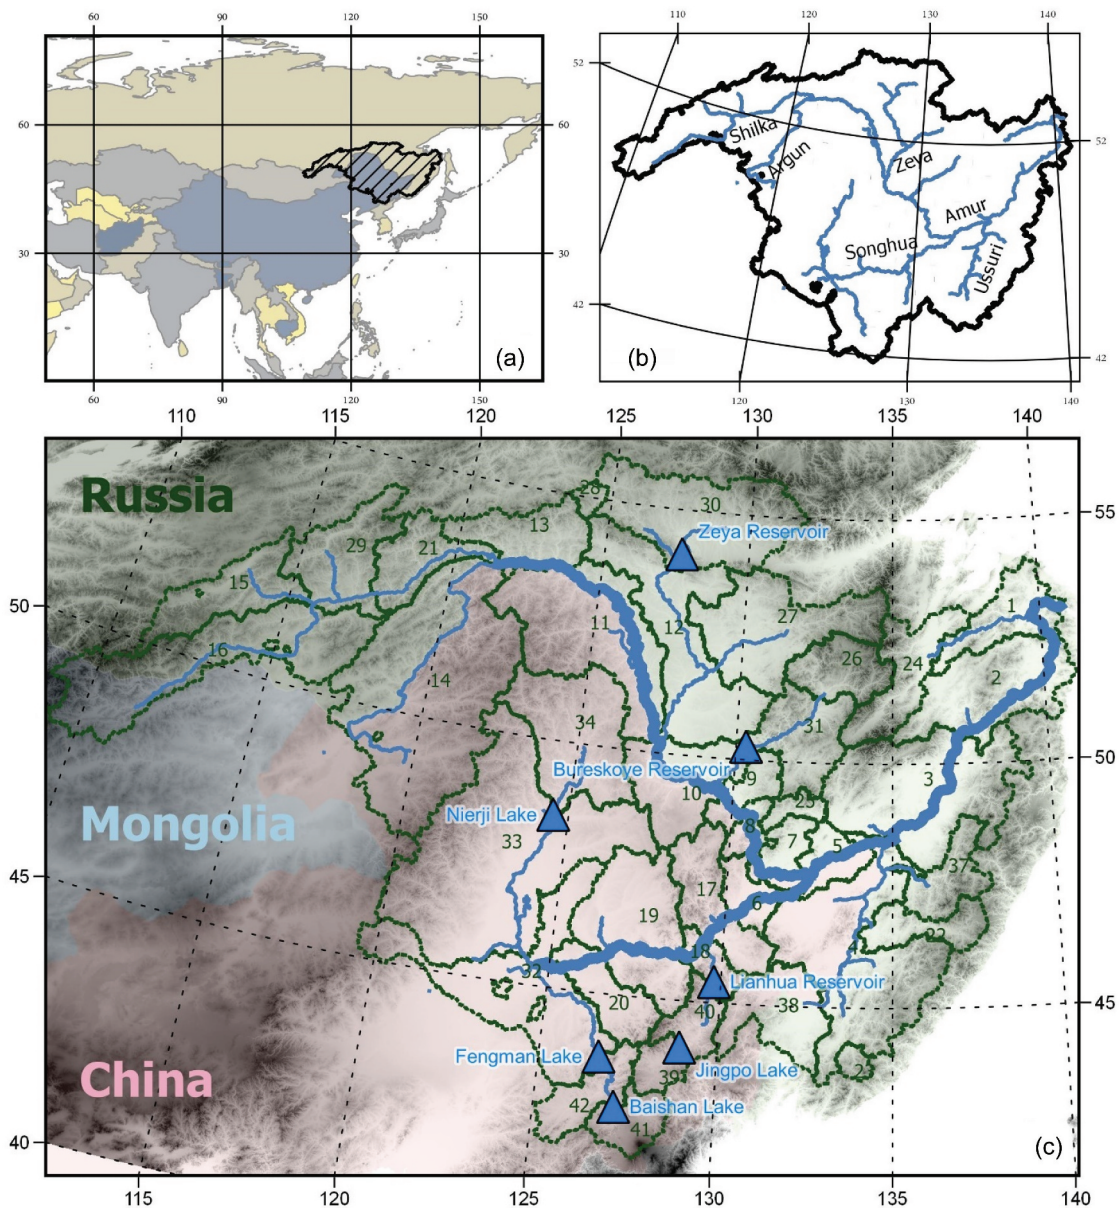 60 90 120 150
60 60
30 30
(a)
60 90 120 150
110 120 130 140
52
52
Shilka
Argun
Zeya
Amur
Songhua
Ussuri
42
42
(b)
120 130 140
110 115 120 125 130 135 140
Russia
28
30
55
13
Zeya Reservoir
29
21
15
50
1
11
12
27
16
26
24
2
14
34
31
50
Bureskoye Reservoir
9
3
10
Mongolia
Nierji Lake
25
33
8
7
5
37
45
17
6
19
4
22
18
32
Lianhua Reservoir
45
20
40
38
Fengman Lake
China
39
Jingpo Lake
23
42
Baishan Lake
41
40
(c)
115 120 125 130 135 140